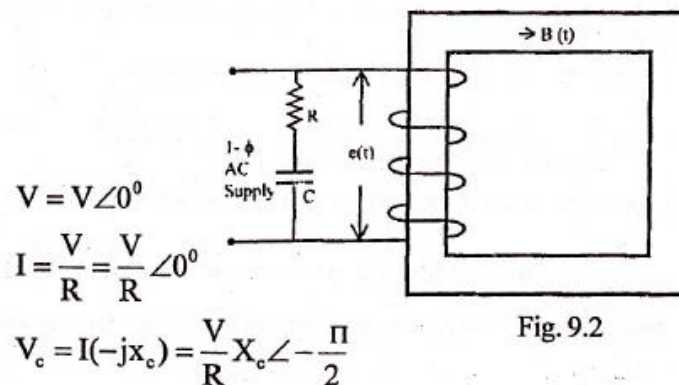 → B (t)
R
1- ϕ
AC
Supply
C
e(t)
V = V∠0⁰
I = V/R = V/R ∠0⁰
Fig. 9.2
V_c = I(-jx_c) = V/R X_c∠-Π/2